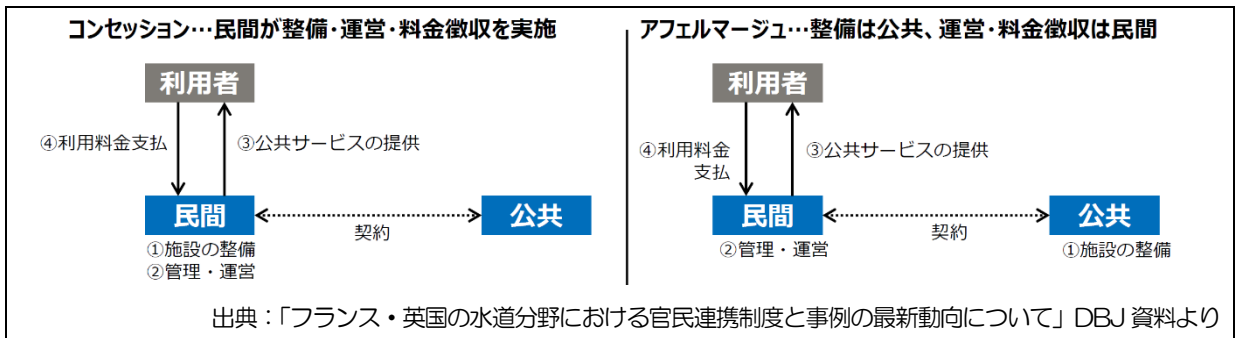 コンセッション…民間が整備・運営・料金徴収を実施
利用者
④利用料金支払
③公共サービスの提供
民間
公共
契約
①施設の整備
②管理・運営
アフェルマージュ…整備は公共、運営・料金徴収は民間
利用者
④利用料金
支払
③公共サービスの提供
民間
公共
契約
②管理・運営
①施設の整備
出典：「フランス・英国の水道分野における官民連携制度と事例の最新動向について」DBJ 資料より